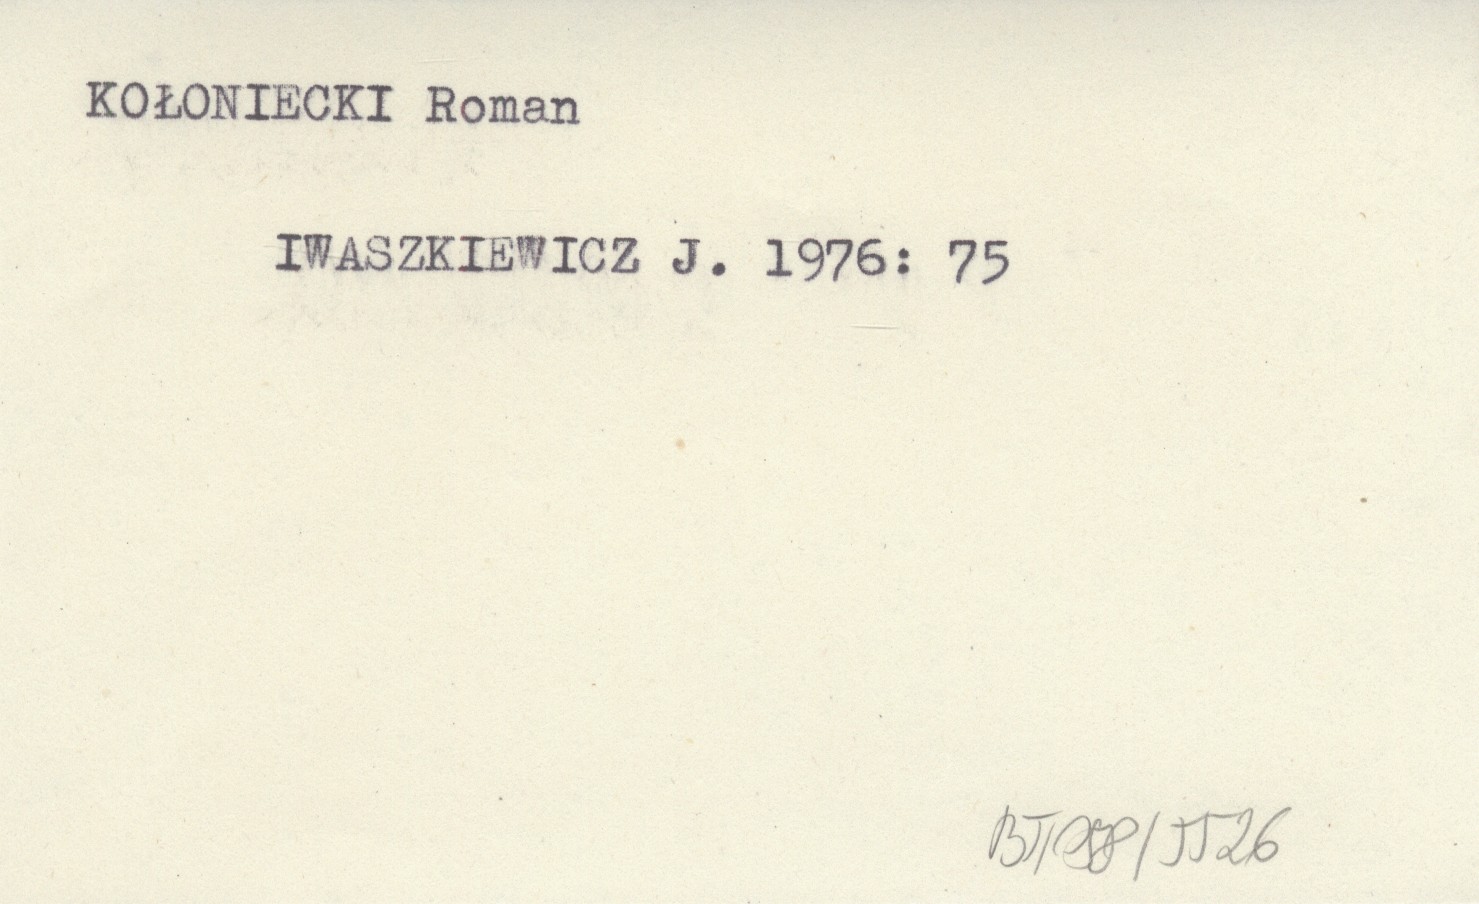 KOŁONIECKI Roman
IWASZKIEWICZ J. 1976: 75